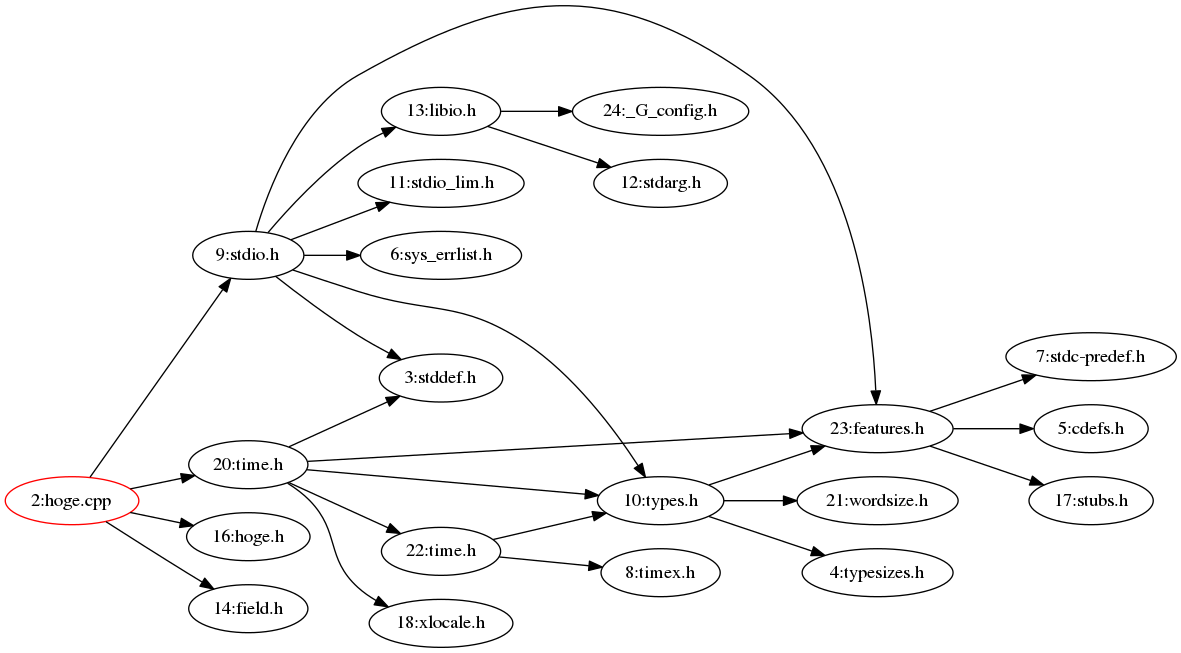 13:libio.h
24:_G_config.h
11:stdio_lim.h
12:stdarg.h
9:stdio.h
6:sys_errlist.h
7:stdc-predef.h
3:stddef.h
23:features.h
5:cdefs.h
20:time.h
2:hoge.cpp
10:types.h
21:wordsize.h
17:stubs.h
16:hoge.h
22:time.h
8:timex.h
4:typesizes.h
14:field.h
18:xlocale.h